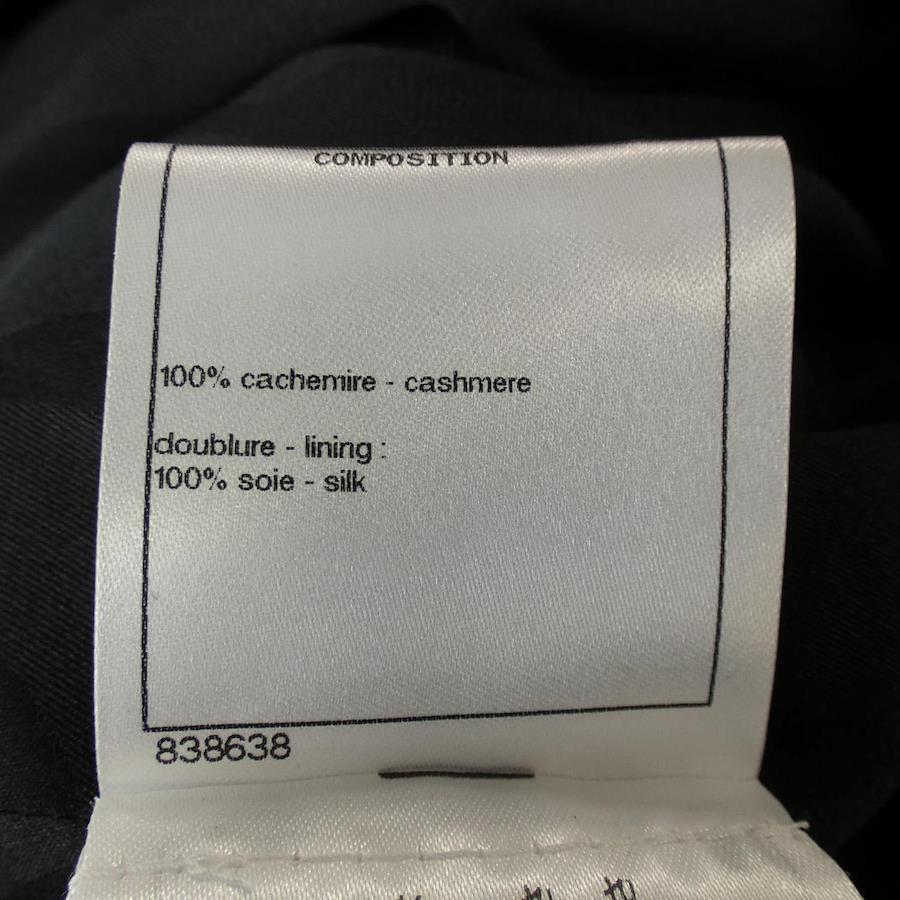 COMPOSITION
100% cachemire - cashmere
doublure - lining :
100% soie - silk
838638